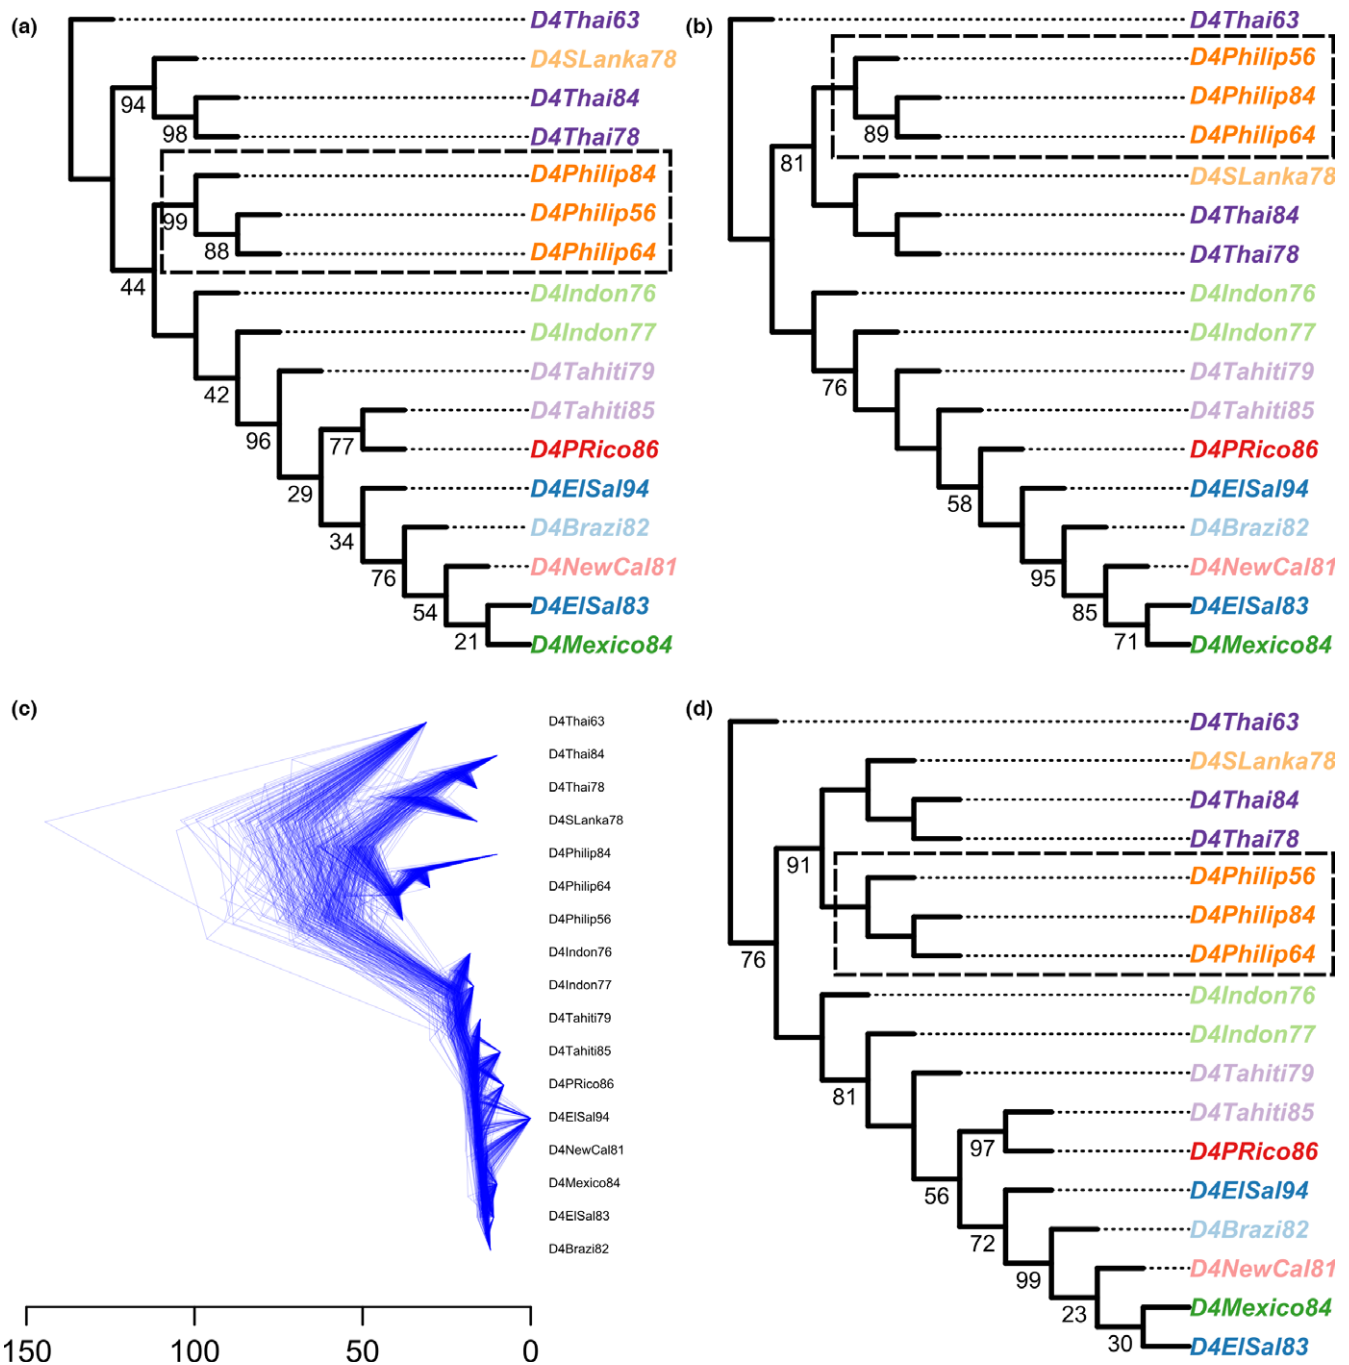 (a)
D4Thai63
D4SLanka78
94
D4Thai84
98
D4Thai78
D4Philip84
99
D4Philip56
88
D4Philip64
44
D4Indon76
D4Indon77
42
D4Tahiti79
96
D4Tahiti85
77
D4PRico86
29
D4ElSal94
34
D4Brazi82
76
D4NewCal81
54
D4ElSal83
21
D4Mexico84
(b)
D4Thai63
D4Philip56
D4Philip84
89
D4Philip64
81
D4SLanka78
D4Thai84
D4Thai78
D4Indon76
D4Indon77
76
D4Tahiti79
D4Tahiti85
D4PRico86
58
D4ElSal94
D4Brazi82
95
D4NewCal81
85
D4ElSal83
71
D4Mexico84
(c)
D4Thai63
D4Thai84
D4Thai78
D4SLanka78
D4Philip84
D4Philip64
D4Philip56
D4Indon76
D4Indon77
D4Tahiti79
D4Tahiti85
D4PRico86
D4ElSal94
D4NewCal81
D4Mexico84
D4ElSal83
D4Brazi82
150 100 50 0
(d)
D4Thai63
D4SLanka78
D4Thai84
D4Thai78
91
D4Philip56
D4Philip84
76
D4Philip64
D4Indon76
D4Indon77
81
D4Tahiti79
D4Tahiti85
97
D4PRico86
56
D4ElSal94
72
D4Brazi82
99
D4NewCal81
23
D4Mexico84
30
D4ElSal83